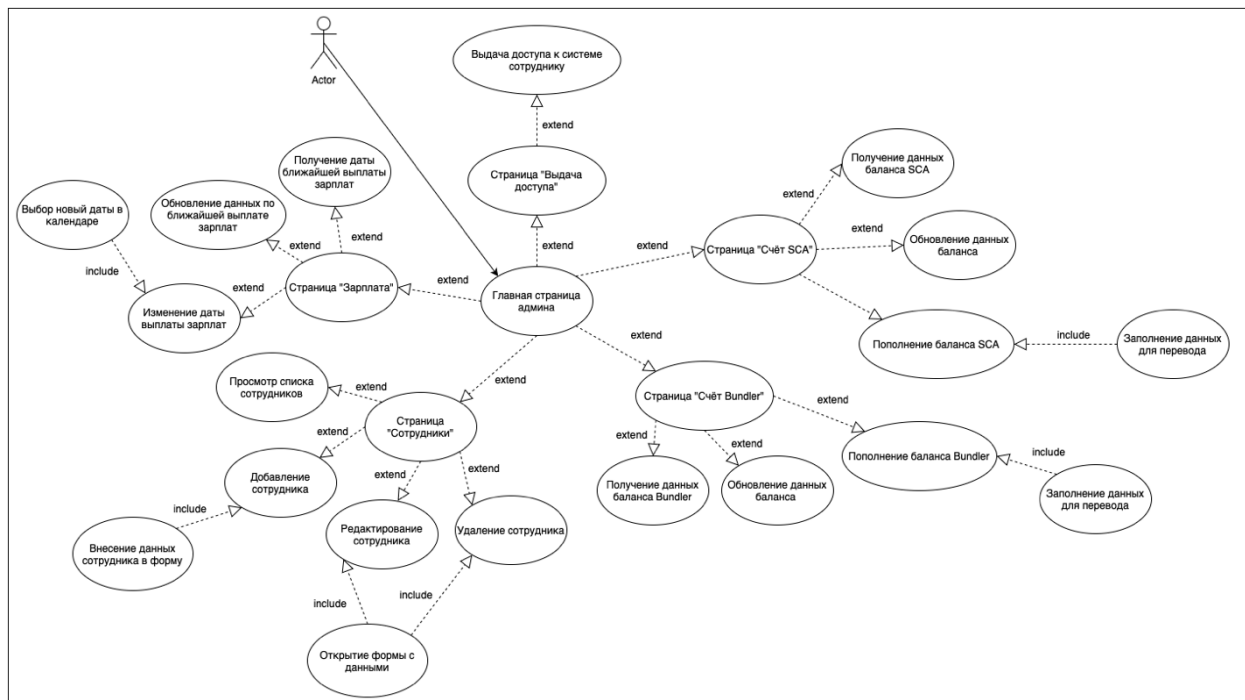 Actor
Выдача доступа к системе
сотруднику
extend
Страница "Выдача
доступа"
extend
Получение даты
ближайшей выплаты
зарплат
Обновление данных по
ближайшей выплате
зарплат
Выбор новый даты в
календаре
extend
extend
include
extend
Страница "Зарплата"
extend
Изменение даты
выплаты зарплат
Главная страница
админа
extend
Страница "Счёт SCA"
extend
Получение данных
баланса SCA
extend
Обновление данных
баланса
Пополнение баланса SCA
include
Заполнение данных
для перевода
extend
Страница "Счёт Bundler"
extend
extend
extend
Получение данных
баланса Bundler
Обновление данных
баланса
Пополнение баланса Bundler
include
Заполнение данных
для перевода
extend
Просмотр списка
сотрудников
extend
Страница
"Сотрудники"
extend
extend
extend
Добавление
сотрудника
include
Внесение данных
сотрудника в форму
Редактирование
сотрудника
Удаление сотрудника
include
include
Открытие формы с
данными